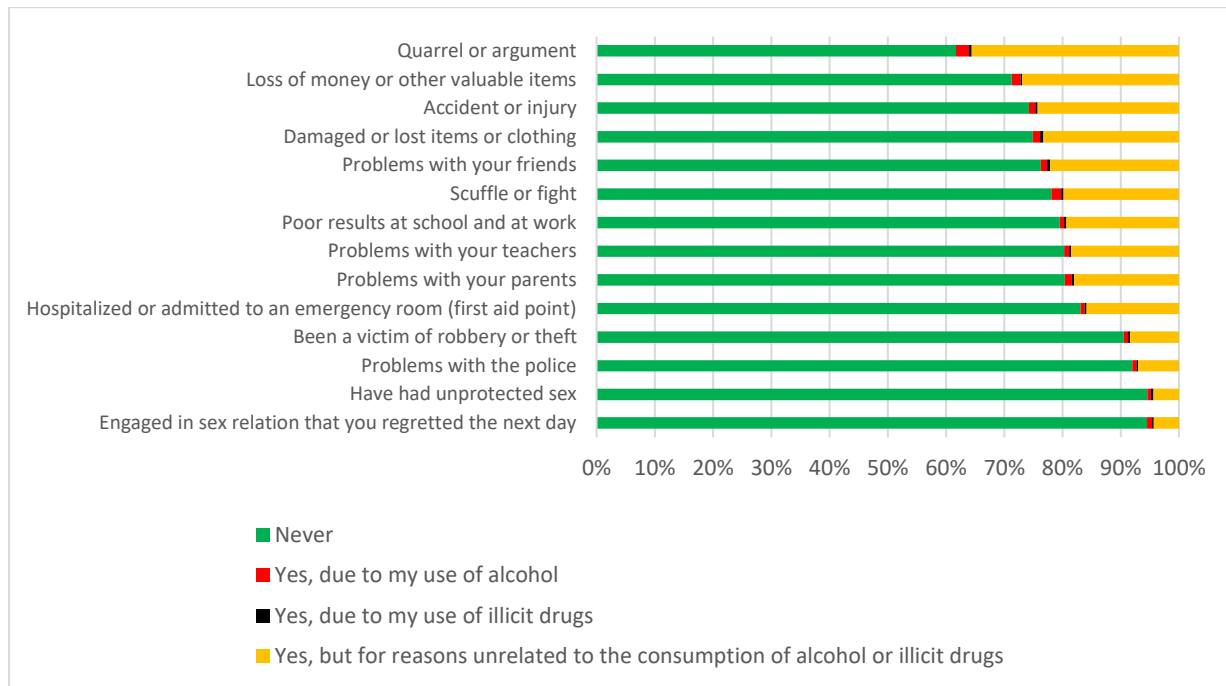 Quarrel or argument
Loss of money or other valuable items
Accident or injury
Damaged or lost items or clothing
Problems with your friends
Scuffle or fight
Poor results at school and at work
Problems with your teachers
Problems with your parents
Hospitalized or admitted to an emergency room (first aid point)
Been a victim of robbery or theft
Problems with the police
Have had unprotected sex
Engaged in sex relation that you regretted the next day
0% 10% 20% 30% 40% 50% 60% 70% 80% 90% 100%
Never
Yes, due to my use of alcohol
Yes, due to my use of illicit drugs
Yes, but for reasons unrelated to the consumption of alcohol or illicit drugs